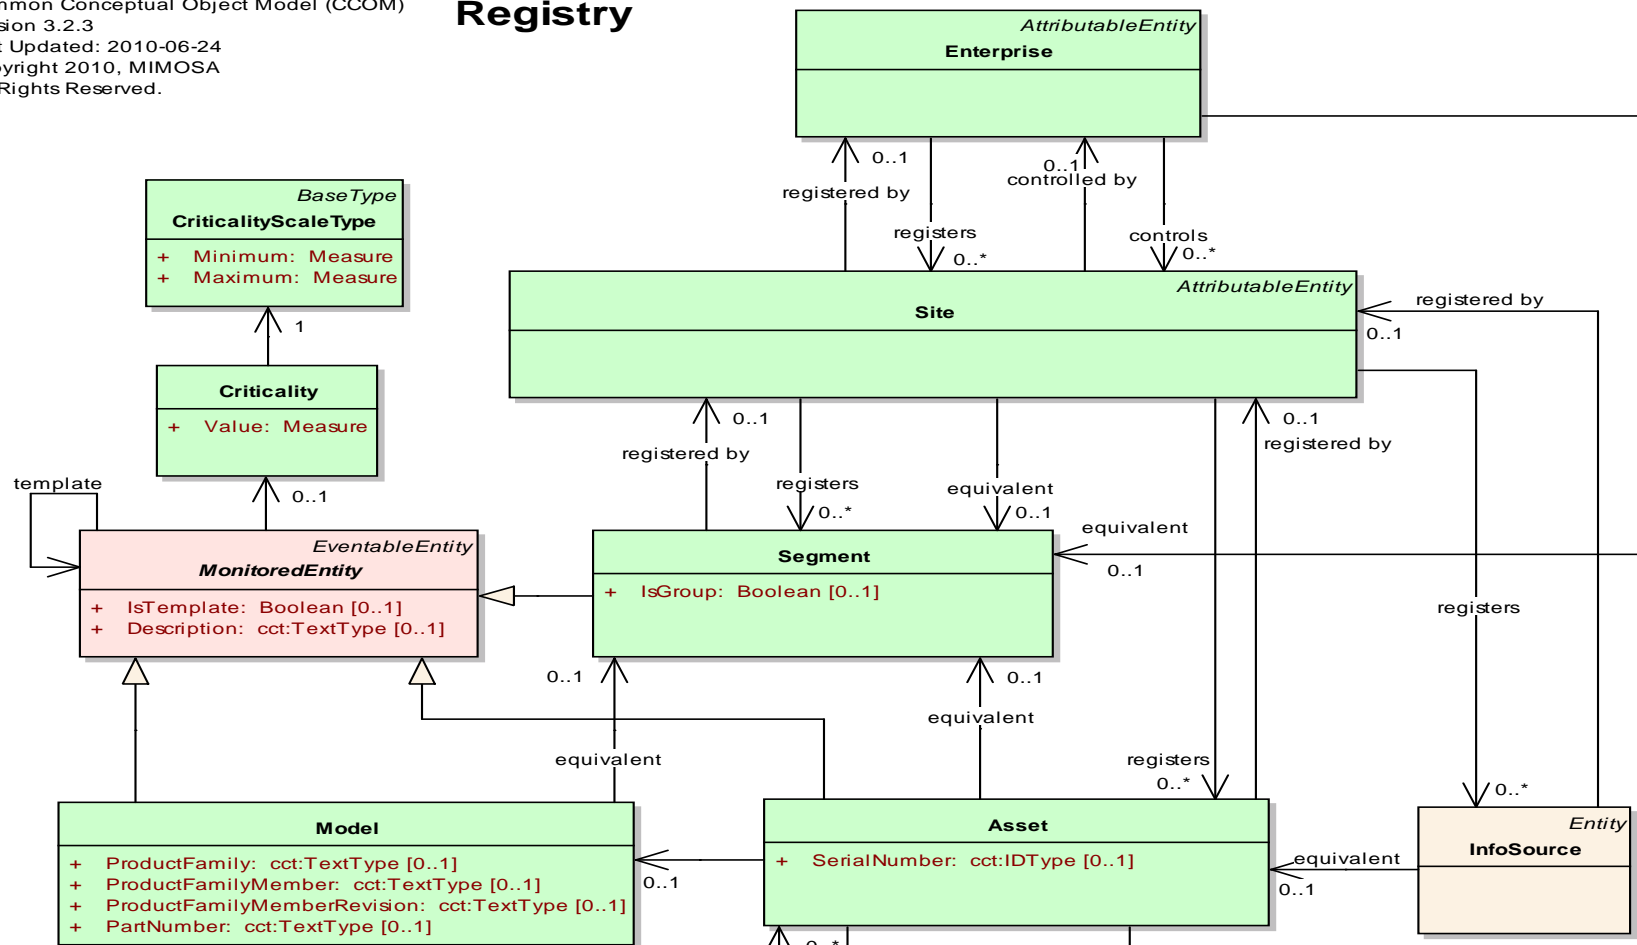 mmon Conceptual Object Model (CCOM)
sion 3.2.3
t Updated: 2010-06-24
pyright 2010, MIMOSA
Rights Reserved.
Registry
AttributableEntity
Enterprise
0..1
registered by
registers
0..*
0..1
controlled by
controls
0..*
BaseType
CriticalityScaleType
+ Minimum: Measure
+ Maximum: Measure
1
Criticality
+ Value: Measure
0..1
template
AttributableEntity
Site
registered by
0..1
0..1
registered by
registers
0..*
equivalent
0..1
0..1
registered by
EventableEntity
MonitoredEntity
+ IsTemplate: Boolean [0..1]
+ Description: cct:TextType [0..1]
Segment
+ IsGroup: Boolean [0..1]
equivalent
0..1
registers
0..*
0..1
equivalent
0..1
equivalent
registers
0..*
Model
+ ProductFamily: cct:TextType [0..1]
+ ProductFamilyMember: cct:TextType [0..1]
+ ProductFamilyMemberRevision: cct:TextType [0..1]
+ PartNumber: cct:TextType [0..1]
0..1
Asset
+ SerialNumber: cct:IDType [0..1]
equivalent
0..1
Entity
InfoSource
0..*